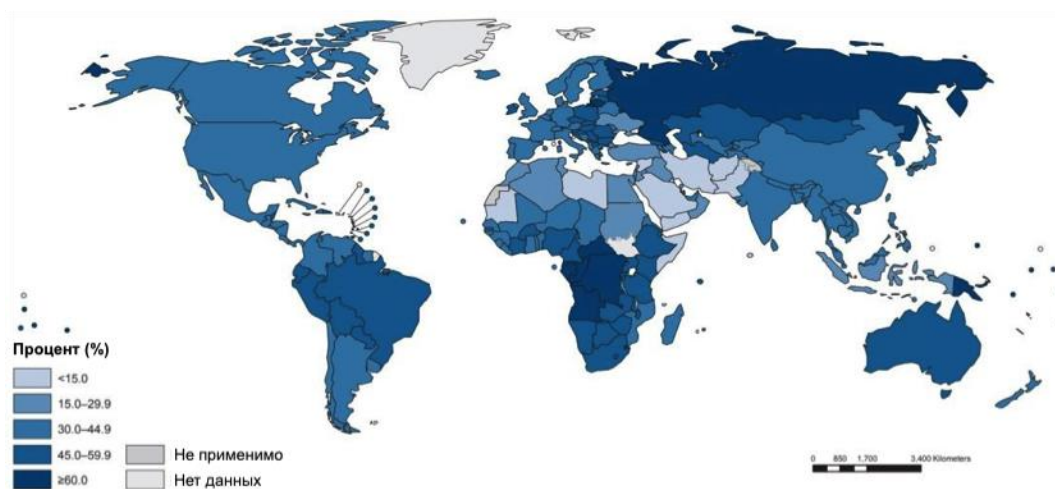 Процент (%)
<15.0
15.0–29.9
30.0–44.9
45.0–59.9
≥60.0
Не применимо
Нет данных
0 850 1,700 3,400 Kilometers